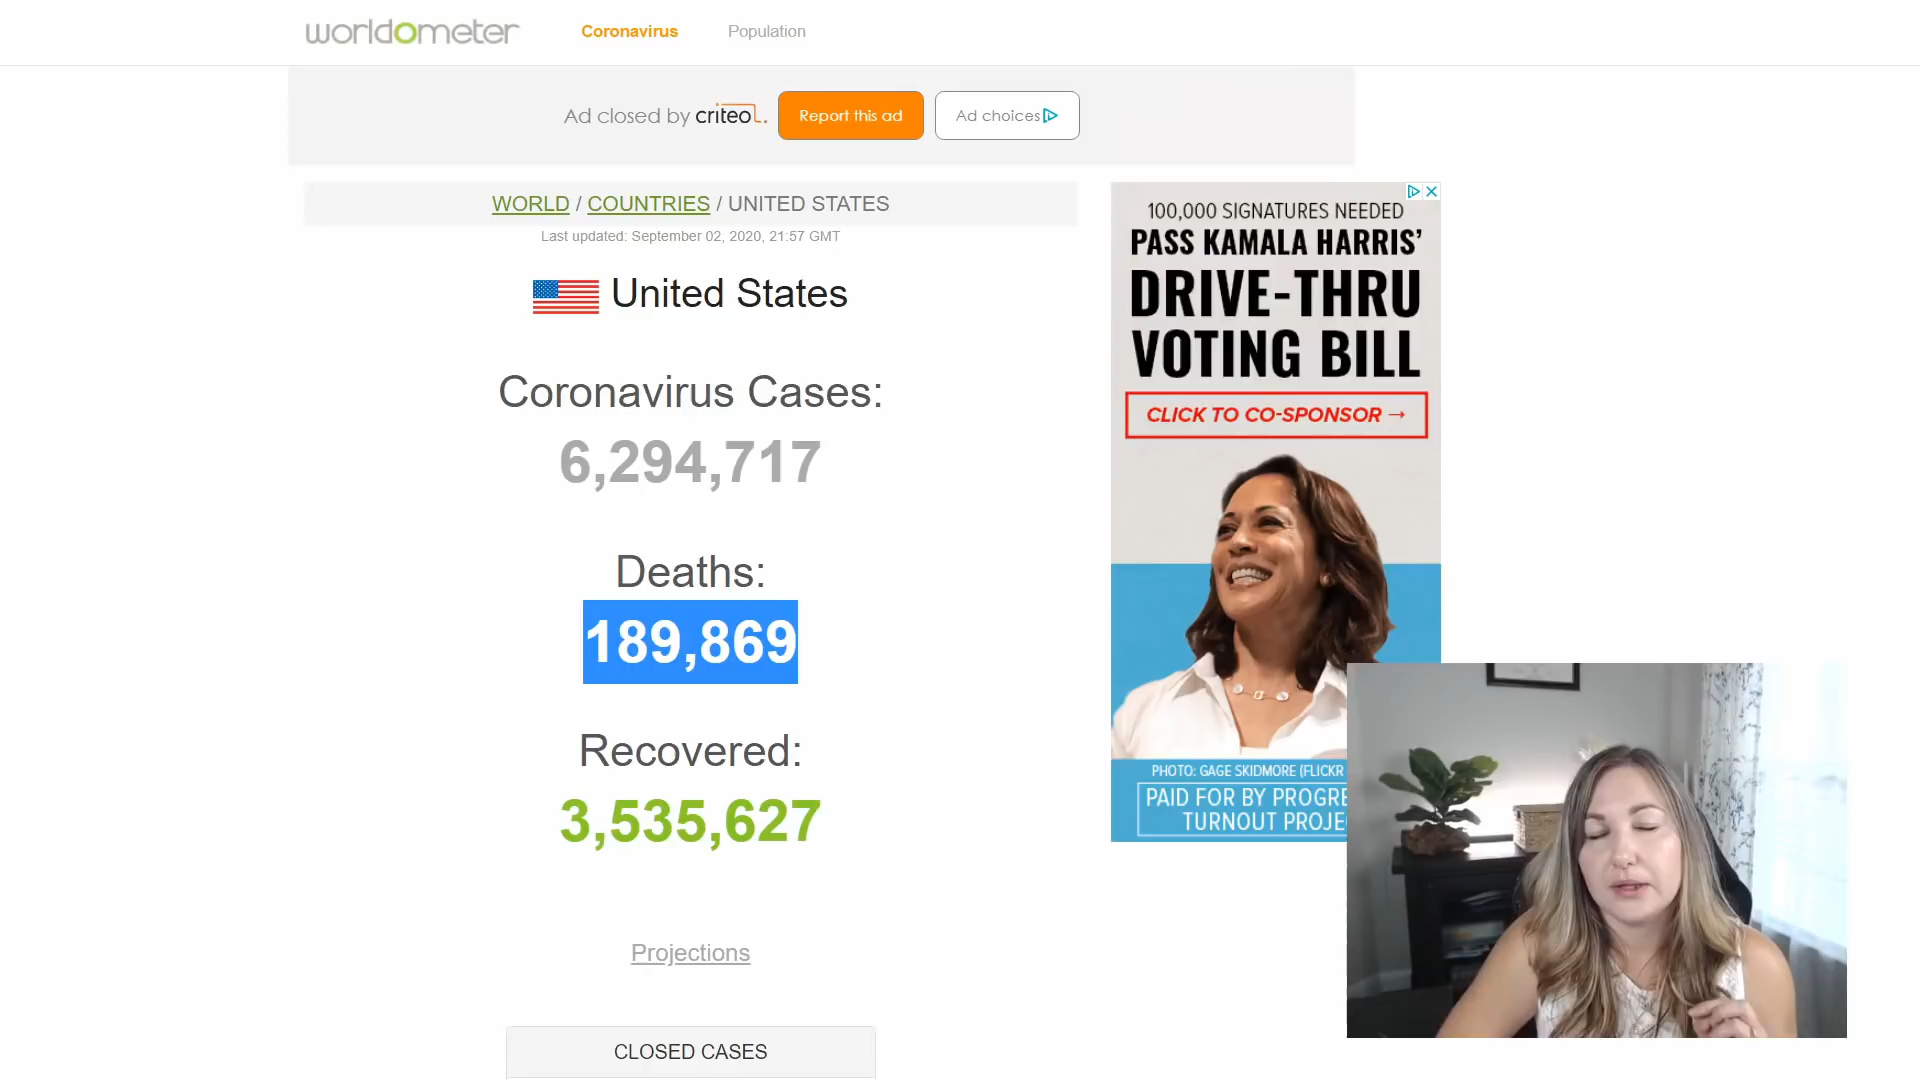 worldometer
Coronavirus
Population
Ad closed by criteo.
Report this ad
Ad choices
WORLD / COUNTRIES / UNITED STATES
Last updated: September 02, 2020, 21:57 GMT
United States
Coronavirus Cases:
6,294,717
Deaths:
189,869
Recovered:
3,535,627
Projections
CLOSED CASES
100,000 SIGNATURES NEEDED
PASS KAMALA HARRIS'
DRIVE-THRU
VOTING BILL
CLICK TO CO-SPONSOR →
PHOTO: GAGE SKIDMORE (FLICKR
PAID FOR BY PROGRE
TURNOUT PROJE